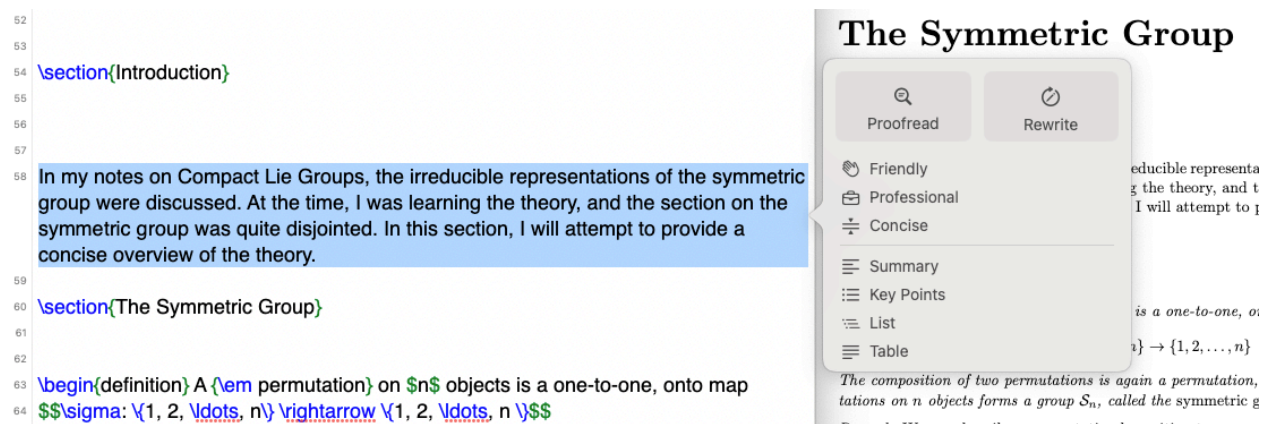 52
The Symmetric Group
53
54 \section{Introduction}
55
56
57
58 In my notes on Compact Lie Groups, the irreducible representations of the symmetric
group were discussed. At the time, I was learning the theory, and the section on the
symmetric group was quite disjointed. In this section, I will attempt to provide a
concise overview of the theory.
59
60 \section{The Symmetric Group}
61
62
63 \begin{definition} A {\em permutation} on $n$ objects is a one-to-one, onto map
64 $$\sigma: \{1, 2, \ldots, n\} \rightarrow \{1, 2, \ldots, n \}$$
Proofread
Rewrite
Friendly
Professional
Concise
Summary
Key Points
List
Table
the theory, and
I will attempt to
is a one-to-one,
} → {1, 2, . . . , n}
The composition of two permutations is again a permutation,
tations on n objects forms a group Sₙ, called the symmetric